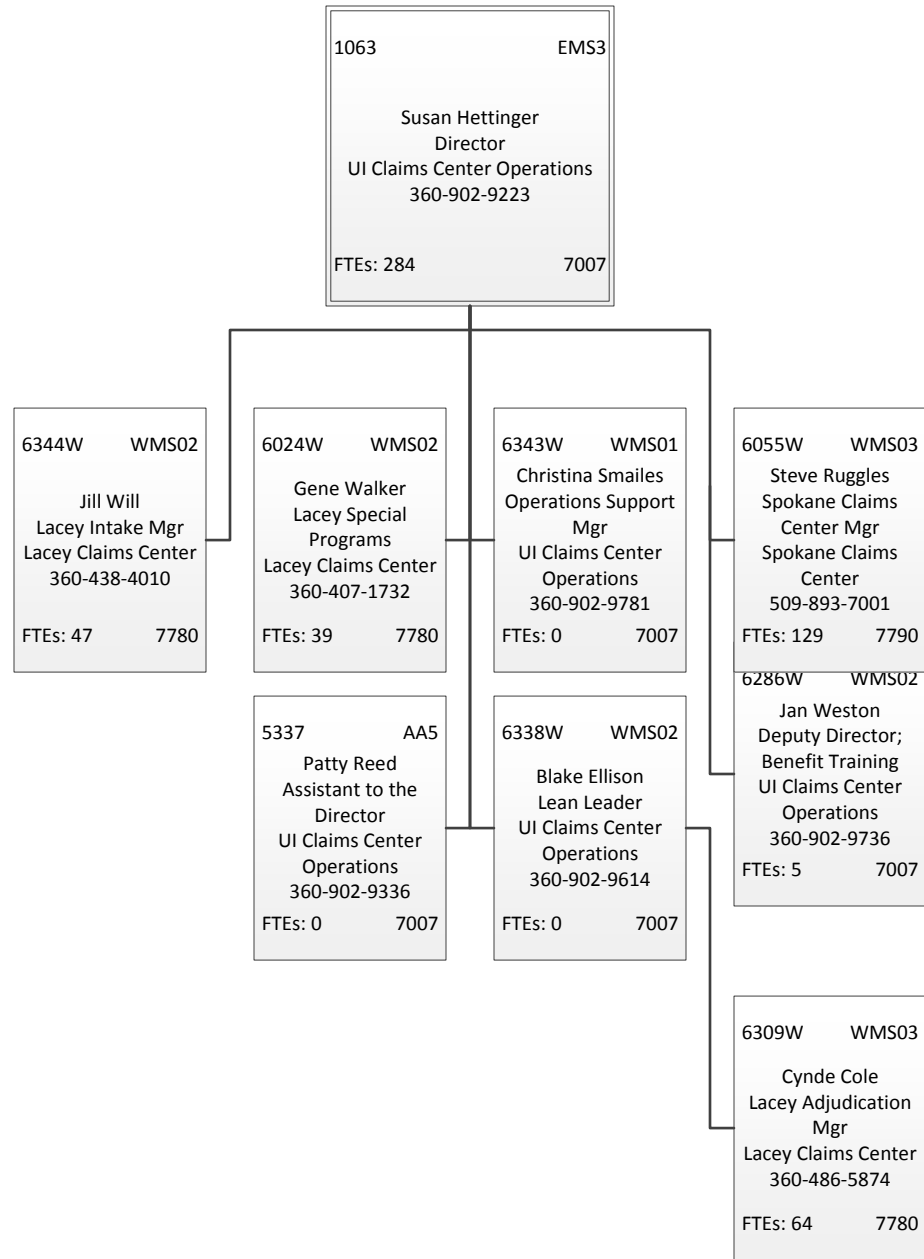 1063 EMS3
Susan Hettinger
Director
UI Claims Center Operations
360-902-9223
FTEs: 284 7007
6344W WMS02
Jill Will
Lacey Intake Mgr
Lacey Claims Center
360-438-4010
FTEs: 47 7780
6024W WMS02
Gene Walker
Lacey Special
Programs
Lacey Claims Center
360-407-1732
FTEs: 39 7780
6343W WMS01
Christina Smailes
Operations Support
Mgr
UI Claims Center
Operations
360-902-9781
FTEs: 0 7007
6055W WMS03
Steve Ruggles
Spokane Claims
Center Mgr
Spokane Claims
Center
509-893-7001
FTEs: 129 7790
5337 AA5
Patty Reed
Assistant to the
Director
UI Claims Center
Operations
360-902-9336
FTEs: 0 7007
6338W WMS02
Blake Ellison
Lean Leader
UI Claims Center
Operations
360-902-9614
FTEs: 0 7007
6286W WMS02
Jan Weston
Deputy Director;
Benefit Training
UI Claims Center
Operations
360-902-9736
FTEs: 5 7007
6309W WMS03
Cynde Cole
Lacey Adjudication
Mgr
Lacey Claims Center
360-486-5874
FTEs: 64 7780